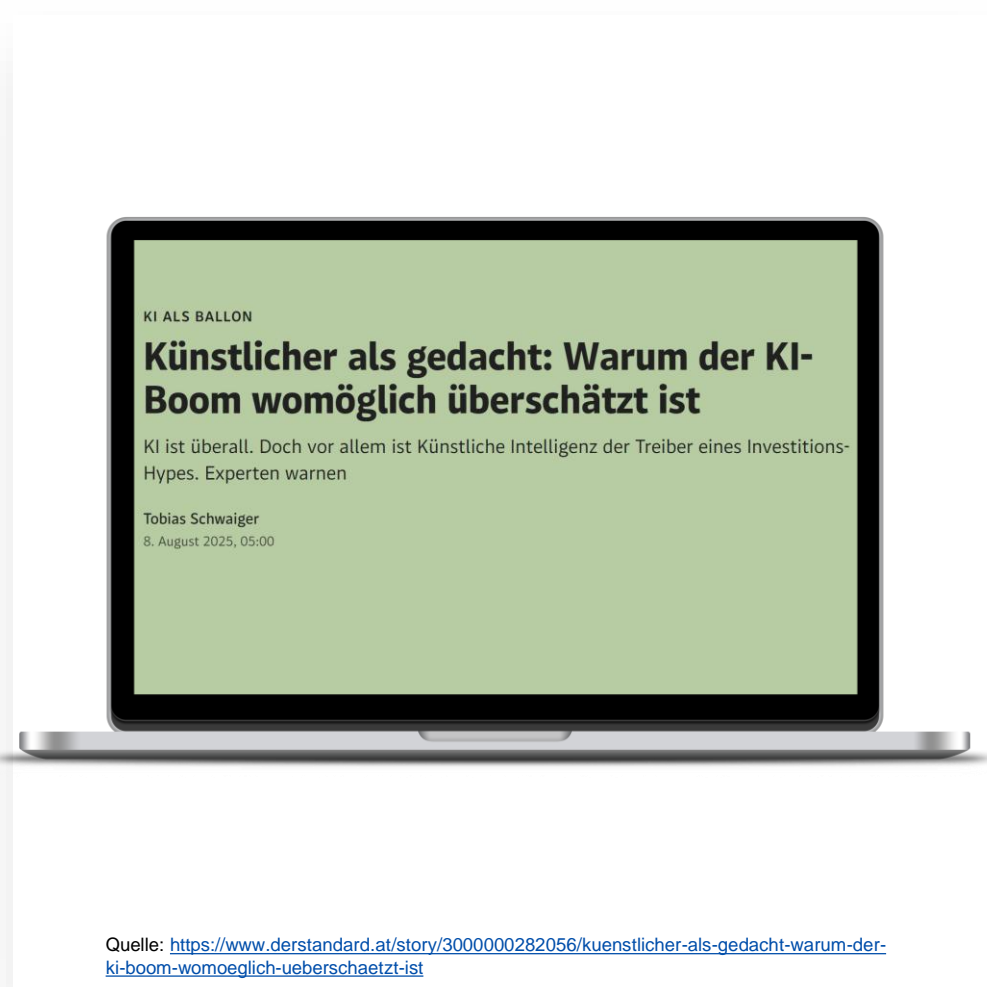 KI ALS BALLON
Künstlicher als gedacht: Warum der KI-
Boom womöglich überschätzt ist
KI ist überall. Doch vor allem ist Künstliche Intelligenz der Treiber eines Investitions-
Hypes. Experten warnen
Tobias Schwaiger
8. August 2025, 05:00
Quelle: https://www.derstandard.at/story/3000000282056/kuenstlicher-als-gedacht-warum-der-
ki-boom-womoeglich-ueberschaetzt-ist